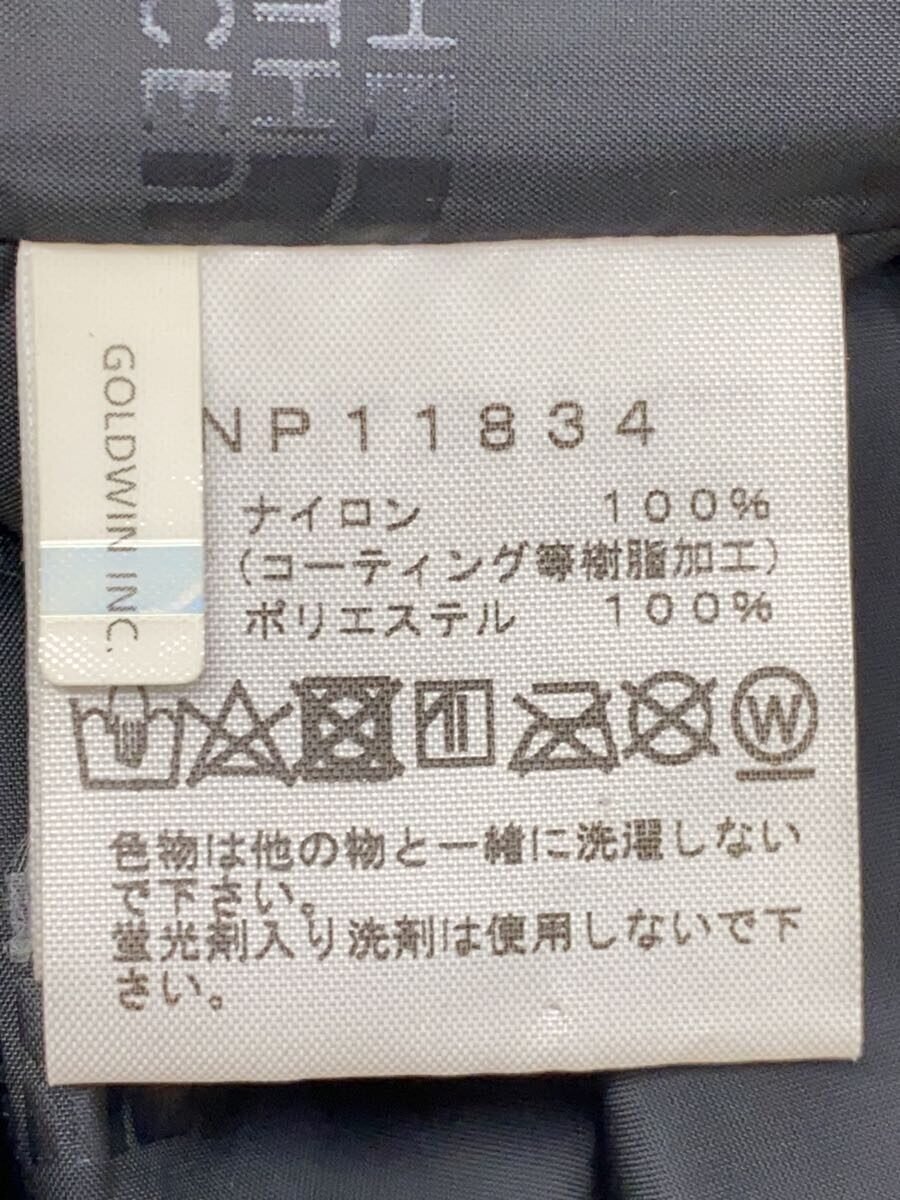 GOLDWIN INC.
NP11834
ナイロン 100%
(コーティング等樹脂加工)
ポリエステル 100%
W
色物は他の物と一緒に洗濯しない
で下さい。
蛍光剤入り洗剤は使用しないで下
さい。